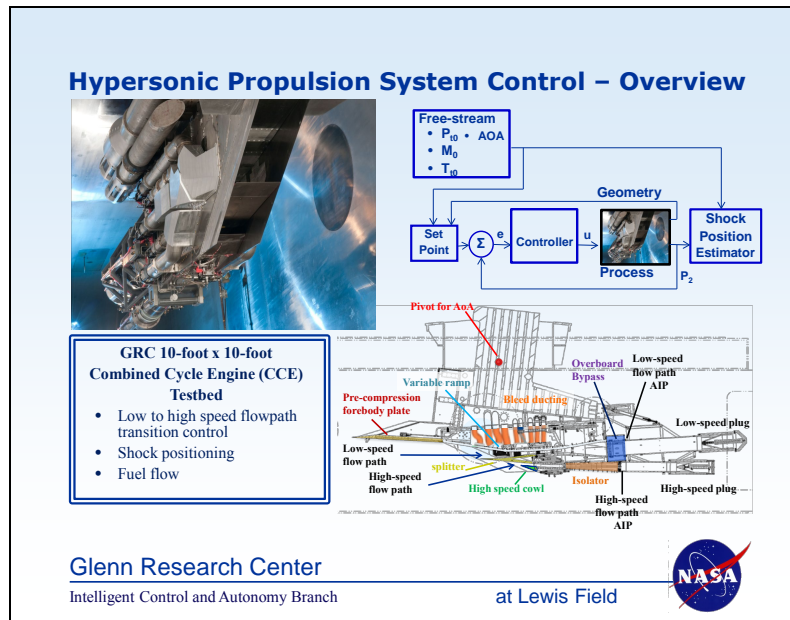 Hypersonic Propulsion System Control – Overview
Free-stream
• Pt0 • AOA
• M0
• Tt0
Geometry
Set
Point
Σ
e
Controller
u
Process
P2
Shock
Position
Estimator
GRC 10-foot x 10-foot
Combined Cycle Engine (CCE)
Testbed
• Low to high speed flowpath
transition control
• Shock positioning
• Fuel flow
Pivot for AoA
Variable ramp
Pre-compression
forebody plate
Bleed ducting
Overboard
Bypass
Low-speed
flow path
AIP
Low-speed plug
Low-speed
flow path
splitter
High-speed
flow path
High speed cowl
Isolator
High-speed
flow path
AIP
High-speed plug
Glenn Research Center
Intelligent Control and Autonomy Branch
at Lewis Field
NASA